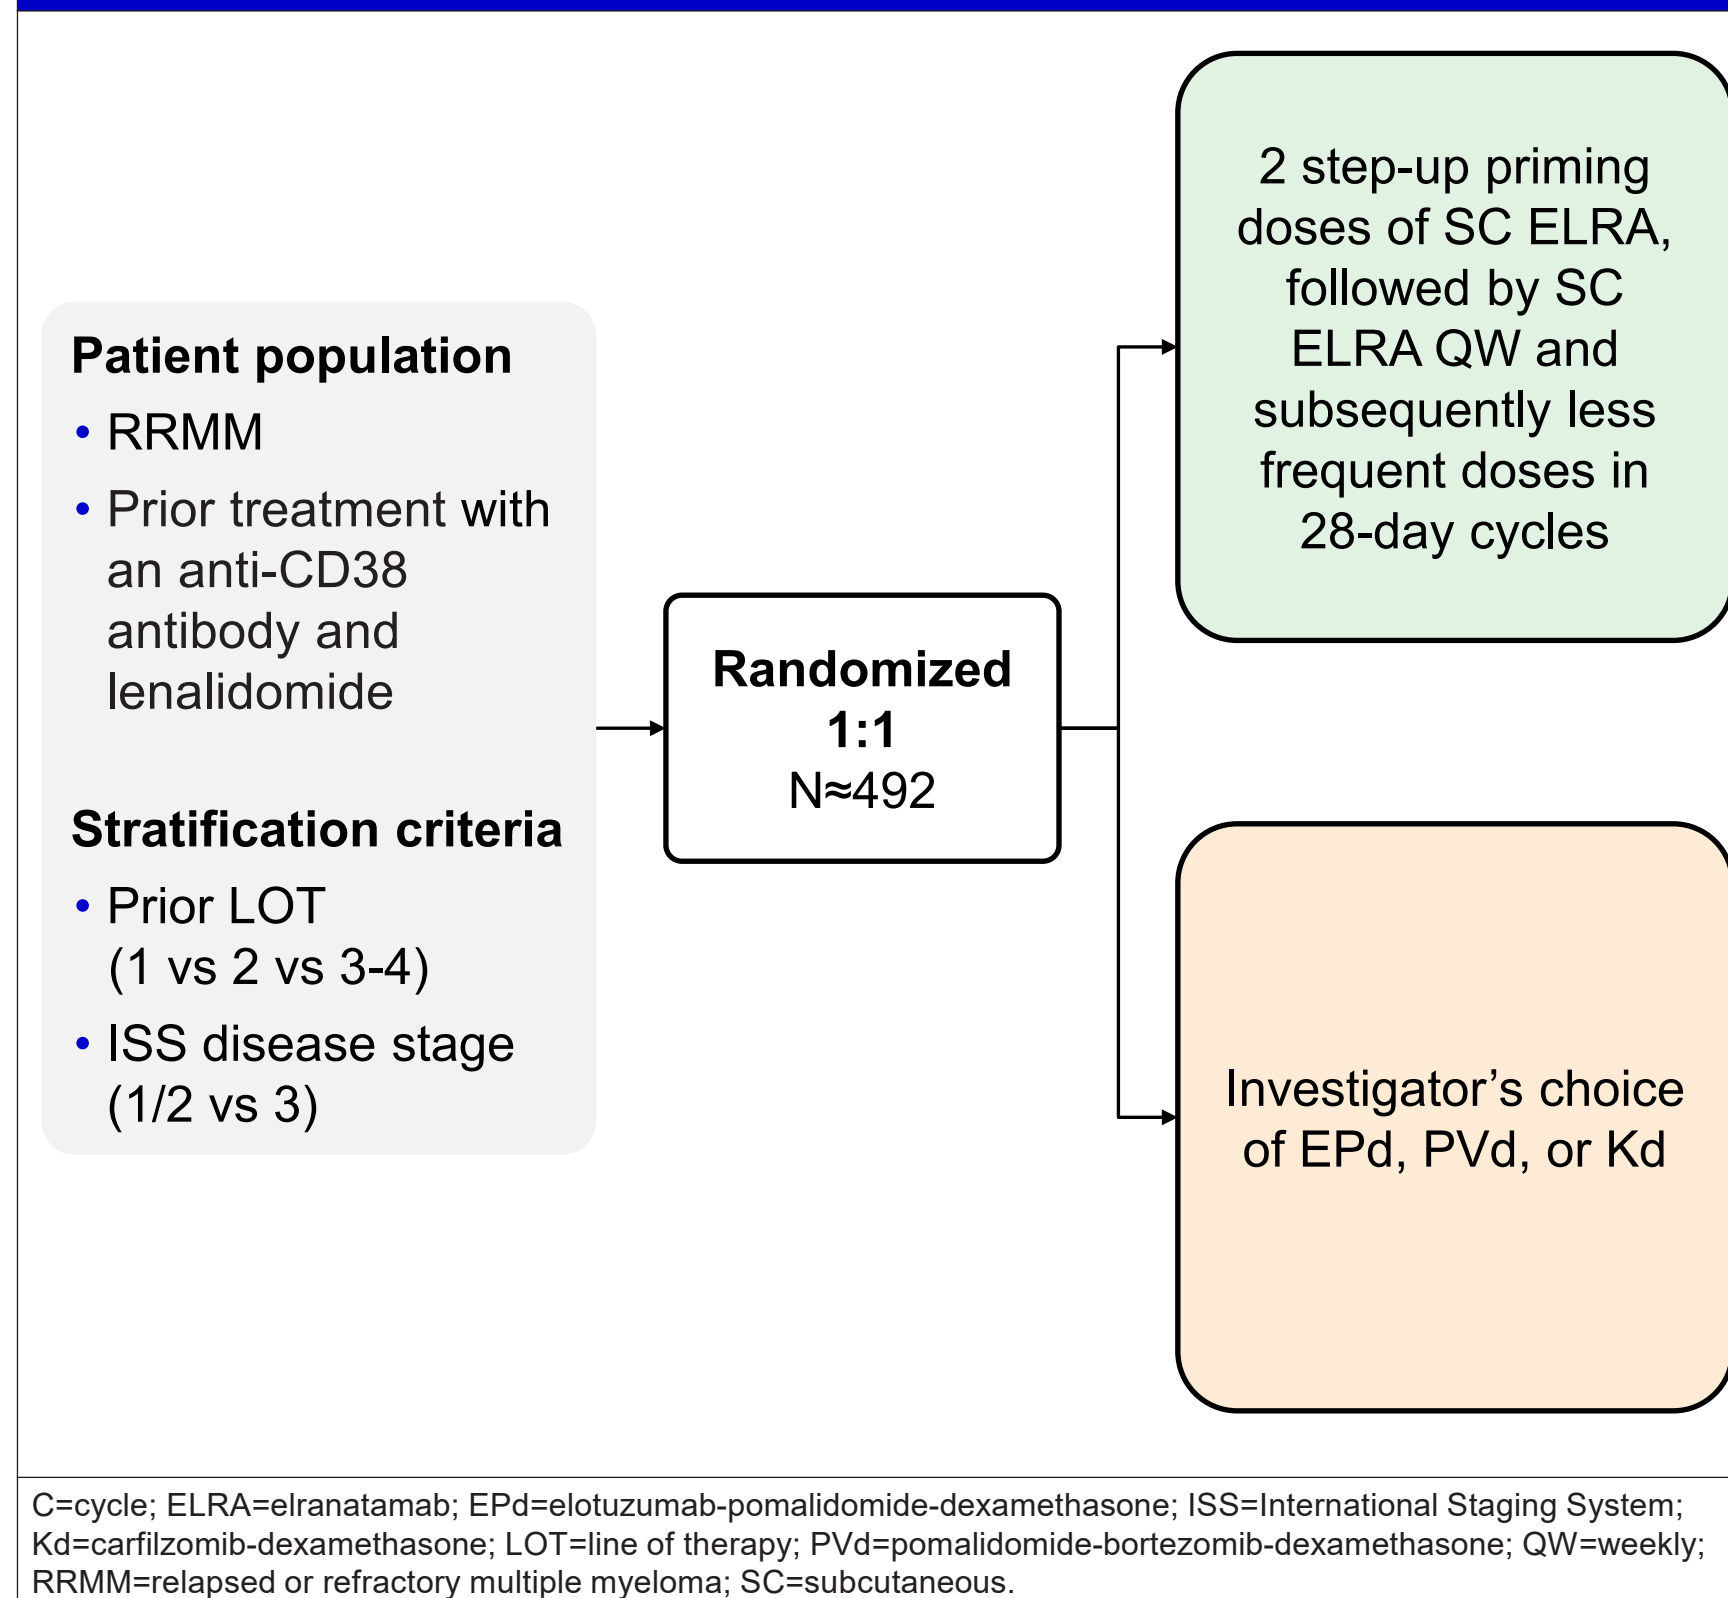 Patient population
• RRMM
• Prior treatment with
an anti-CD38
antibody and
lenalidomide
Stratification criteria
• Prior LOT
(1 vs 2 vs 3-4)
• ISS disease stage
(1/2 vs 3)
Randomized
1:1
N≈492
2 step-up priming
doses of SC ELRA,
followed by SC
ELRA QW and
subsequently less
frequent doses in
28-day cycles
Investigator’s choice
of EPd, PVd, or Kd
C=cycle; ELRA=elranatamab; EPd=elotuzumab-pomalidomide-dexamethasone; ISS=International Staging System;
Kd=carfilzomib-dexamethasone; LOT=line of therapy; PVd=pomalidomide-bortezomib-dexamethasone; QW=weekly;
RRMM=relapsed or refractory multiple myeloma; SC=subcutaneous.